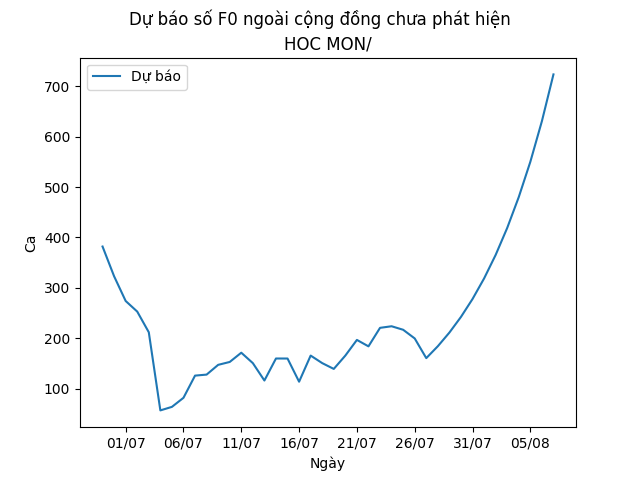 Dự báo số F0 ngoài cộng đồng chưa phát hiện
HOC MON/
Dự báo
Ca
700
600
500
400
300
200
100
01/07 06/07 11/07 16/07 21/07 26/07 31/07 05/08
Ngày